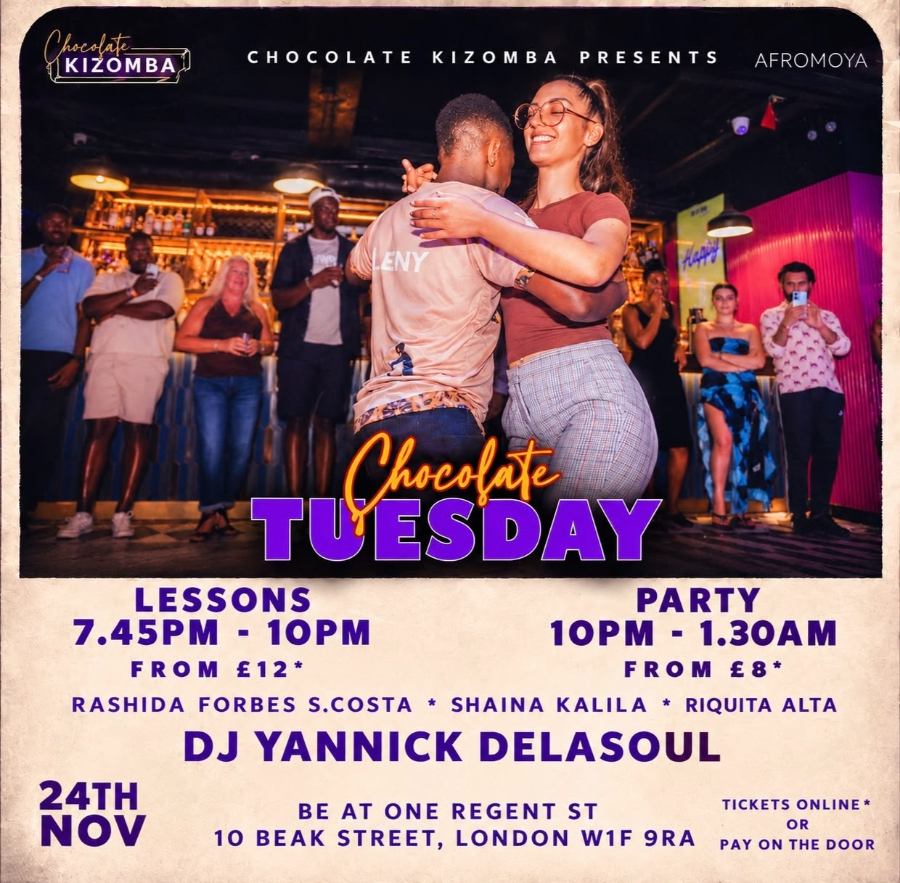 Chocolate
KIZOMBA
CHOCOLATE KIZOMBA PRESENTS
AFROMOYA
LENY
Happy
Chocolate
TUESDAY
LESSONS
7.45PM - 10PM
FROM £12*
PARTY
10PM - 1.30AM
FROM £8*
RASHIDA FORBES S.COSTA * SHAINA KALILA * RIQUITA ALTA
DJ YANNICK DELASOUL
24TH
NOV
BE AT ONE REGENT ST
10 BEAK STREET, LONDON W1F 9RA
TICKETS ONLINE*
OR
PAY ON THE DOOR